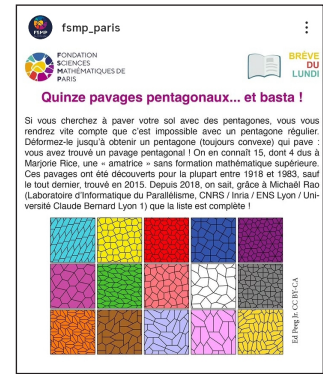 fsmp_paris
FSMP
FONDATION
SCIENCES
MATHÉMATIQUES DE
PARIS
BRÈVE
DU
LUNDI
Quinze pavages pentagonaux... et basta !
Si vous cherchez à paver votre sol avec des pentagones, vous vous
rendrez vite compte que c'est impossible avec un pentagone régulier.
Déformez-le jusqu'à obtenir un pentagone (toujours convexe) qui pave :
vous avez trouvé un pavage pentagonal ! On en connaît 15, dont 4 dus à
Marjorie Rice, une « amatrice » sans formation mathématique supérieure.
Ces pavages ont été découverts pour la plupart entre 1918 et 1983, sauf
le tout dernier, trouvé en 2015. Depuis 2018, on sait, grâce à Michaël Rao
(Laboratoire d'Informatique du Parallélisme, CNRS / Inria / ENS Lyon / Uni-
versité Claude Bernard Lyon 1) que la liste est complète !
Ed Pegg Jr. CC BY-CA